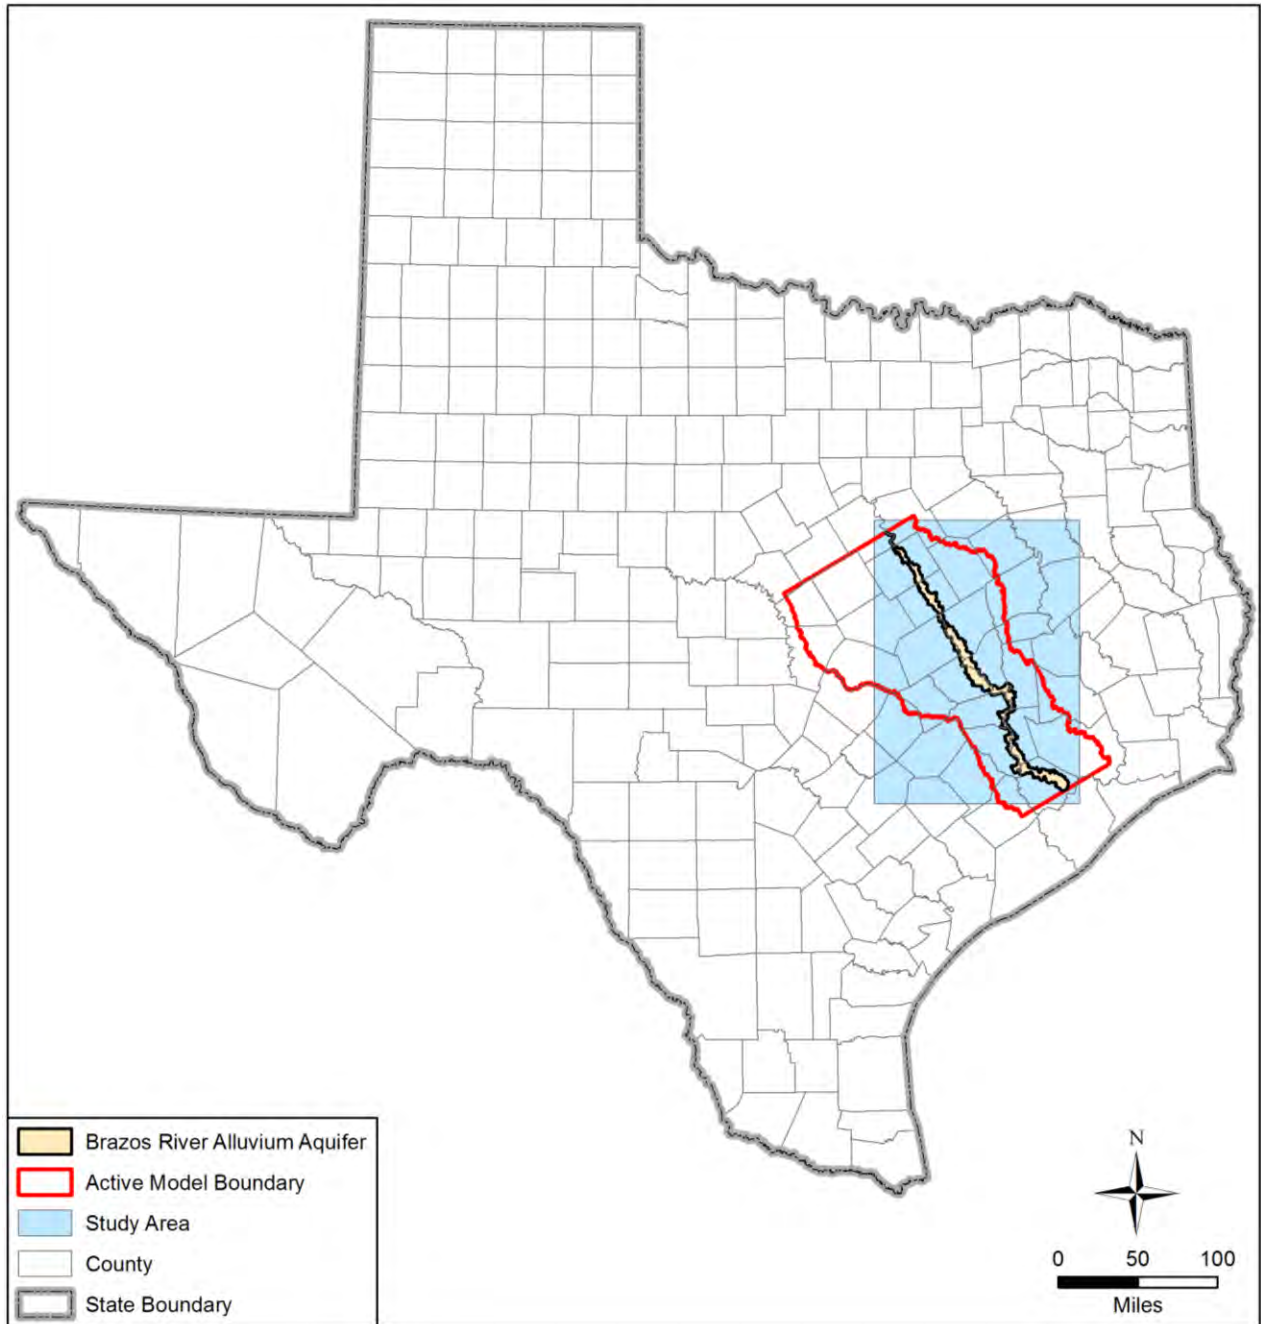 Brazos River Alluvium Aquifer
Active Model Boundary
Study Area
County
State Boundary
N
0 50 100
Miles